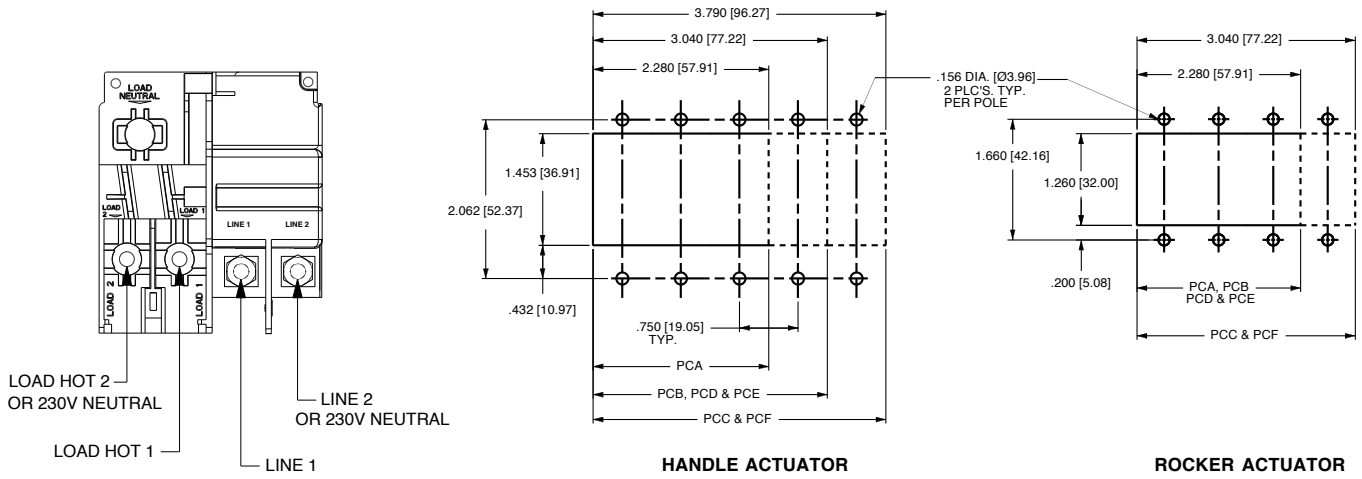 LOAD
NEUTRAL
LOAD
2
LOAD 1
LINE 1
LINE 2
LOAD 2
LOAD 1
LOAD HOT 2
OR 230V NEUTRAL
LOAD HOT 1
LINE 2
OR 230V NEUTRAL
LINE 1
3.790 [96.27]
3.040 [77.22]
2.280 [57.91]
.156 DIA. [Ø3.96]
2 PLC'S. TYP.
PER POLE
1.453 [36.91]
2.062 [52.37]
.432 [10.97]
.750 [19.05]
TYP.
PCA
PCB, PCD & PCE
PCC & PCF
HANDLE ACTUATOR
3.040 [77.22]
2.280 [57.91]
1.660 [42.16]
1.260 [32.00]
.200 [5.08]
PCA, PCB
PCD & PCE
PCC & PCF
ROCKER ACTUATOR